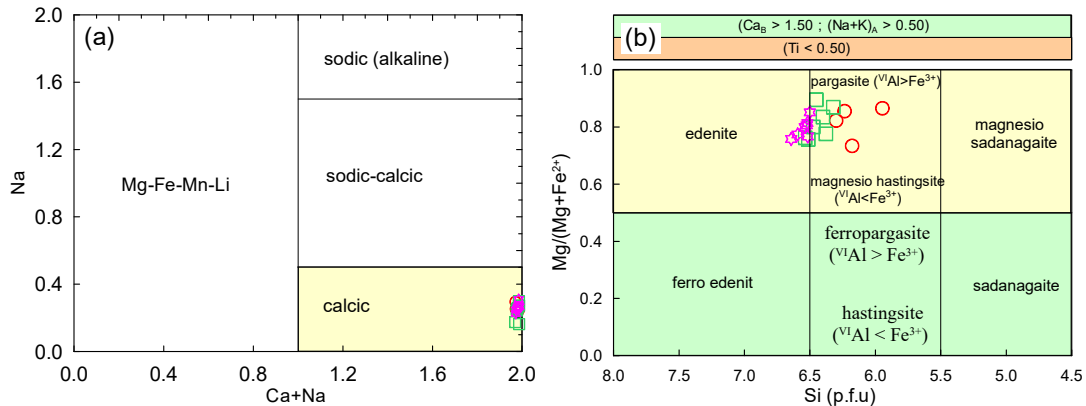 (a)
2.0
1.6
1.2
0.8
0.4
0.0
Na
sodic (alkaline)
sodic-calcic
Mg-Fe-Mn-Li
calcic
0.0 0.4 0.8 1.2 1.6 2.0
Ca+Na
(b)
(Ca_B > 1.50 ; (Na+K)_A > 0.50)
(Ti < 0.50)
1.0
0.8
0.6
0.4
0.2
0.0
Mg/(Mg+Fe²⁺)
edenite
pargasite (ⱽᴵAl>Fe³⁺)
magnesio hastingsite
(ⱽᴵAl<Fe³⁺)
magnesio
sadanagaite
ferro edenit
ferropargasite
(ⱽᴵAl > Fe³⁺)
hastingsite
(ⱽᴵAl < Fe³⁺)
sadanagaite
8.0 7.5 7.0 6.5 6.0 5.5 5.0 4.5
Si (p.f.u)